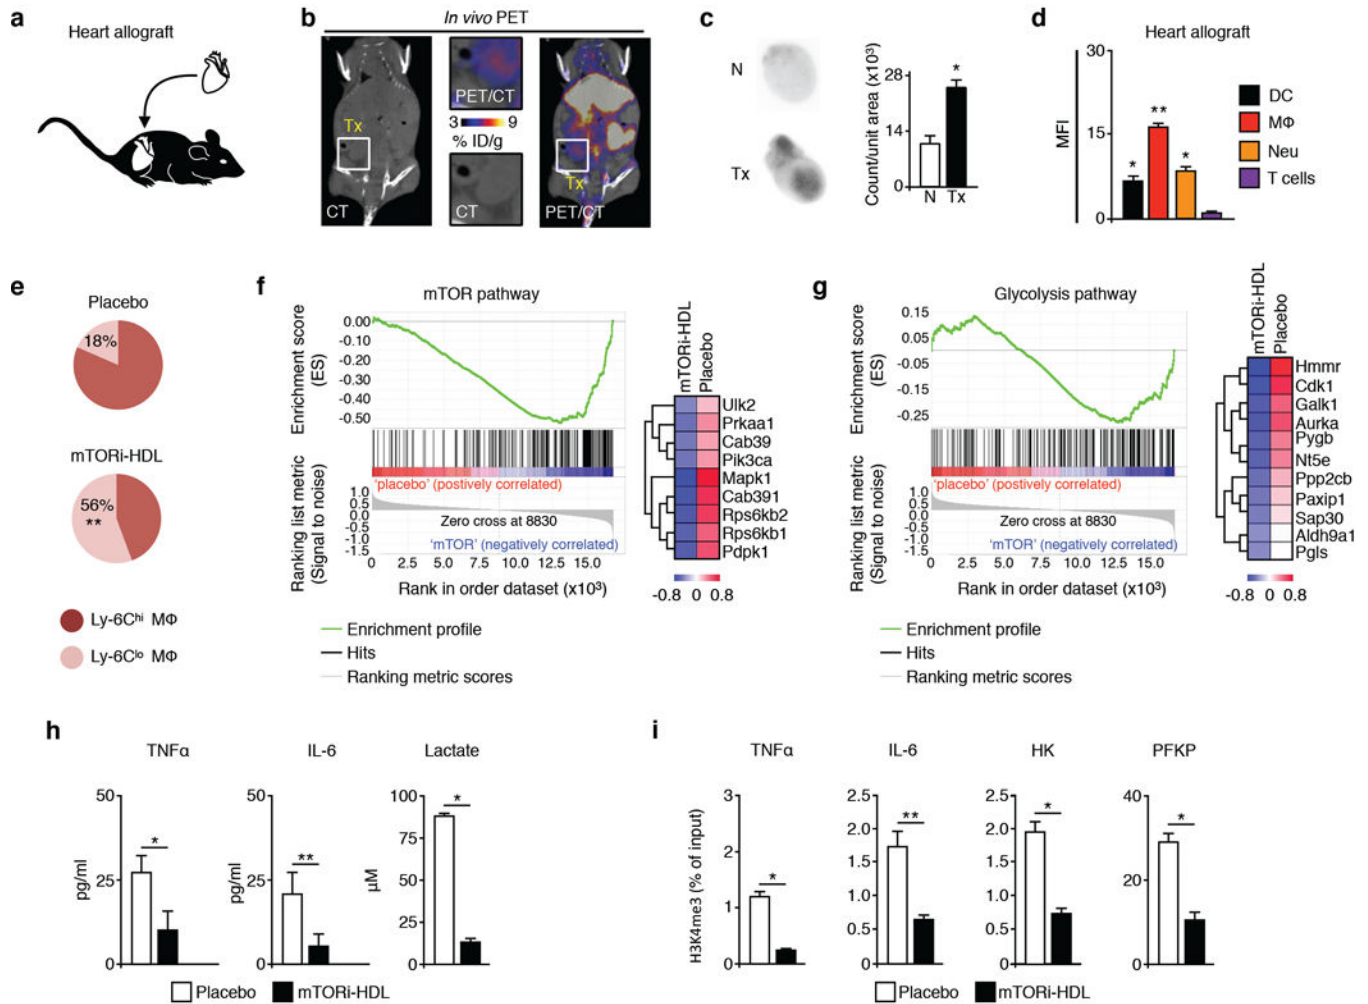 a
Heart allograft
b
In vivo PET
Tx
CT
PET/CT
3 9
% ID/g
CT
Tx
PET/CT
c
N
Tx
Count/unit area (x10³)
28
14
0
*
N Tx
d
Heart allograft
MFI
30
15
0
*
**
*
DC
MΦ
Neu
T cells
e
Placebo
18%
mTORi-HDL
56%
**
Ly-6Chi MΦ
Ly-6Clo MΦ
f
mTOR pathway
Enrichment score
(ES)
0.00
-0.10
-0.20
-0.30
-0.40
-0.50
'placebo' (postively correlated)
Zero cross at 8830
'mTOR' (negatively correlated)
Ranking list metric
(Signal to noise)
1.0
0.5
0.0
-0.5
-1.0
-1.5
0 2.5 5.0 7.5 10.0 12.5 15.0
Rank in order dataset (x10³)
Enrichment profile
Hits
Ranking metric scores
mTORi-HDL
Placebo
Ulk2
Prkaa1
Cab39
Pik3ca
Mapk1
Cab391
Rps6kb2
Rps6kb1
Pdpk1
-0.8 0 0.8
g
Glycolysis pathway
Enrichment score
(ES)
0.15
0.05
-0.05
-0.15
-0.25
'placebo' (postively correlated)
Zero cross at 8830
'mTOR' (negatively correlated)
Ranking list metric
(Signal to noise)
1.0
0.5
0.0
-0.5
-1.0
-1.5
0 2.5 5.0 7.5 10.0 12.5 15.0
Rank in order dataset (x10³)
Enrichment profile
Hits
Ranking metric scores
mTORi-HDL
Placebo
Hmmr
Cdk1
Galk1
Aurka
Pygb
Nt5e
Ppp2cb
Paxip1
Sap30
Aldh9a1
Pgls
-0.8 0 0.8
h
TNFα
pg/ml
50
25
0
*
IL-6
pg/ml
50
25
0
**
Lactate
μM
100
75
50
25
0
*
Placebo mTORi-HDL
i
H3K4me3 (% of input)
TNFα
3
2
1
0
*
IL-6
2.5
2.0
1.5
1.0
0.5
0
**
HK
2.5
2.0
1.5
1.0
0.5
0
*
PFKP
40
20
0
*
Placebo mTORi-HDL